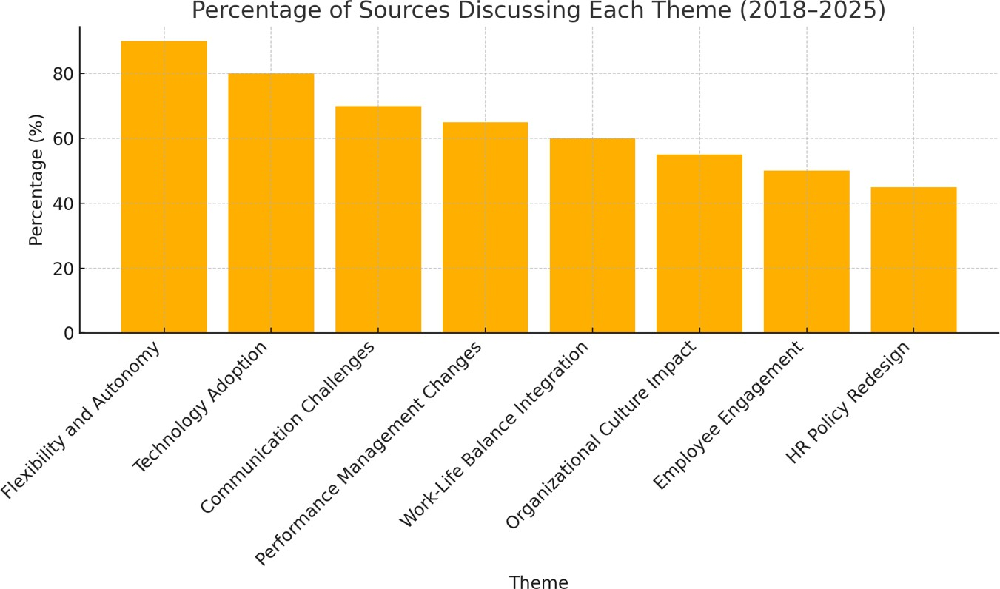 Percentage of Sources Discussing Each Theme (2018–2025)
Percentage (%)
80
60
40
20
0
Flexibility and Autonomy
Technology Adoption
Communication Challenges
Performance Management Changes
Work-Life Balance Integration
Organizational Culture Impact
Employee Engagement
HR Policy Redesign
Theme